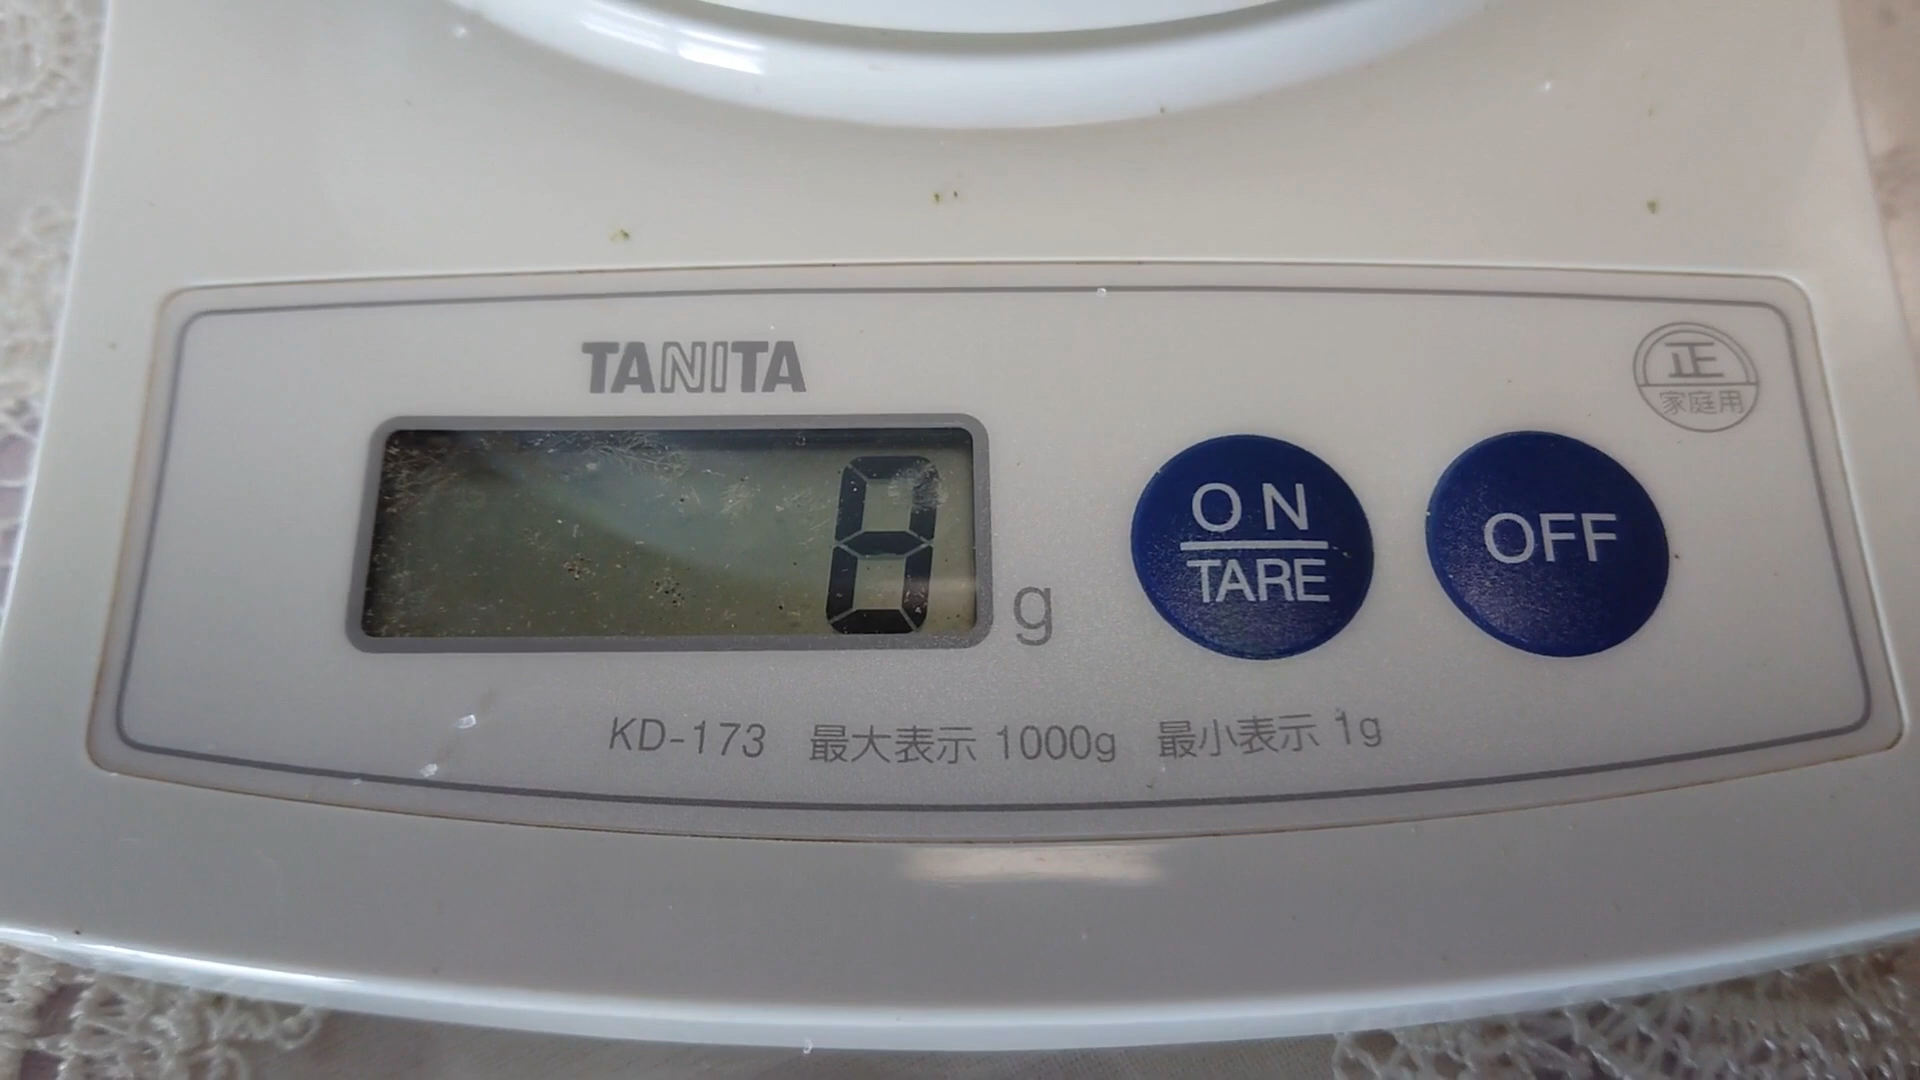 TANITA
正
家庭用
8 g
ON
TARE
OFF
KD-173 最大表示 1000g 最小表示 1g